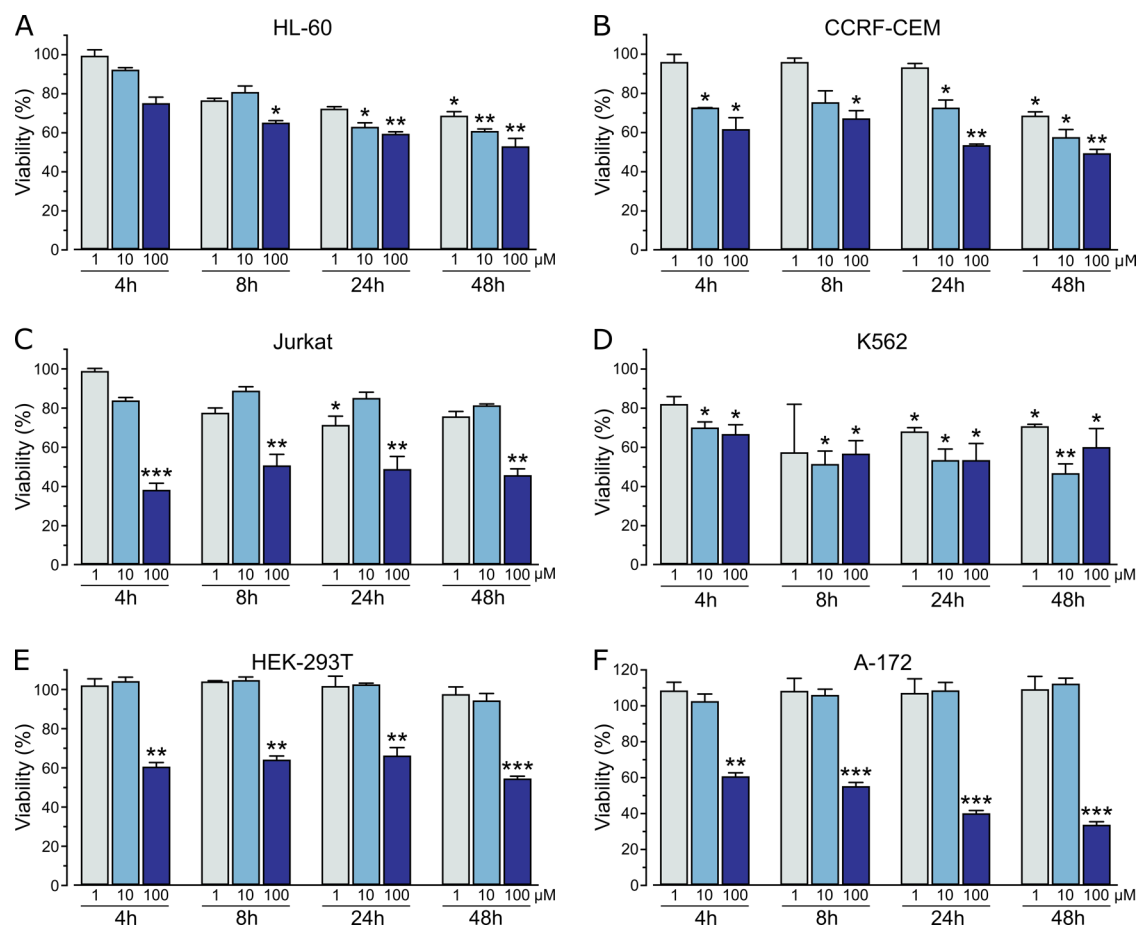 A HL-60
Viability (%)
100
80
60
40
20
0
* * ** * ** **
1 10 100 1 10 100 1 10 100 1 10 100 µM
4h 8h 24h 48h
B CCRF-CEM
Viability (%)
100
80
60
40
20
0
* * * * ** * * **
1 10 100 1 10 100 1 10 100 1 10 100 µM
4h 8h 24h 48h
C Jurkat
Viability (%)
100
80
60
40
20
0
*** ** * ** **
1 10 100 1 10 100 1 10 100 1 10 100 µM
4h 8h 24h 48h
D K562
Viability (%)
100
80
60
40
20
0
* * * * * * * * ** *
1 10 100 1 10 100 1 10 100 1 10 100 µM
4h 8h 24h 48h
E HEK-293T
Viability (%)
100
80
60
40
20
0
** ** ** ***
1 10 100 1 10 100 1 10 100 1 10 100 µM
4h 8h 24h 48h
F A-172
Viability (%)
120
100
80
60
40
20
0
** *** *** ***
1 10 100 1 10 100 1 10 100 1 10 100 µM
4h 8h 24h 48h